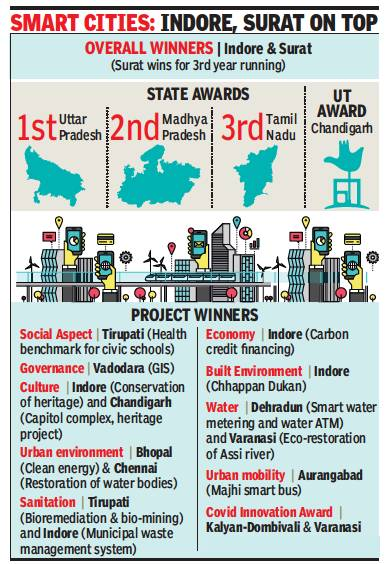 SMART CITIES: INDORE, SURAT ON TOP
OVERALL WINNERS | Indore & Surat
(Surat wins for 3rd year running)
STATE AWARDS
1st Uttar Pradesh
2nd Madhya Pradesh
3rd Tamil Nadu
UT
AWARD
Chandigarh
PROJECT WINNERS
Social Aspect | Tirupati (Health
benchmark for civic schools)
Governance | Vadodara (GIS)
Culture | Indore (Conservation
of heritage) and Chandigarh
(Capitol complex, heritage
project)
Urban environment | Bhopal
(Clean energy) & Chennai
(Restoration of water bodies)
Sanitation | Tirupati
(Bioremediation & bio-mining)
and Indore (Municipal waste
management system)
Economy | Indore (Carbon
credit financing)
Built Environment | Indore
(Chhappan Dukan)
Water | Dehradun (Smart water
metering and water ATM)
and Varanasi (Eco-restoration
of Assi river)
Urban mobility | Aurangabad
(Majhi smart bus)
Covid Innovation Award |
Kalyan-Dombivali & Varanasi